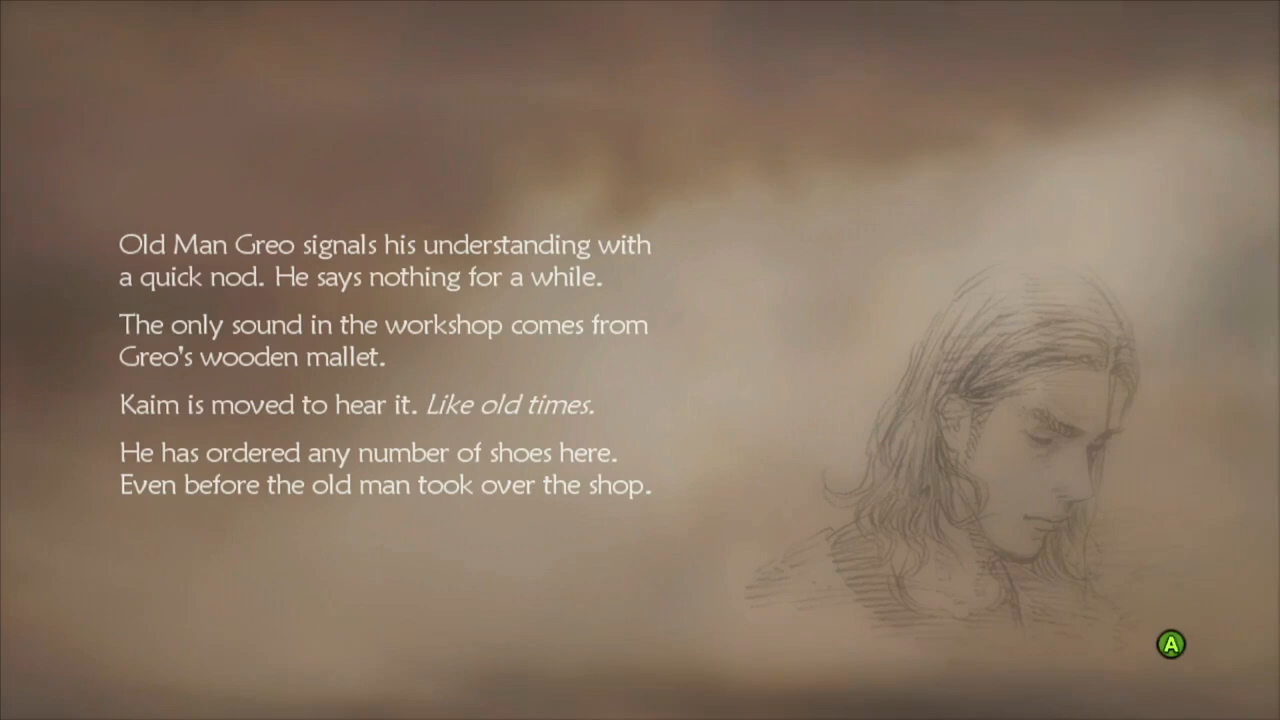 Old Man Greo signals his understanding with
a quick nod. He says nothing for a while.
The only sound in the workshop comes from
Greo's wooden mallet.
Kaim is moved to hear it. Like old times.
He has ordered any number of shoes here.
Even before the old man took over the shop.
A